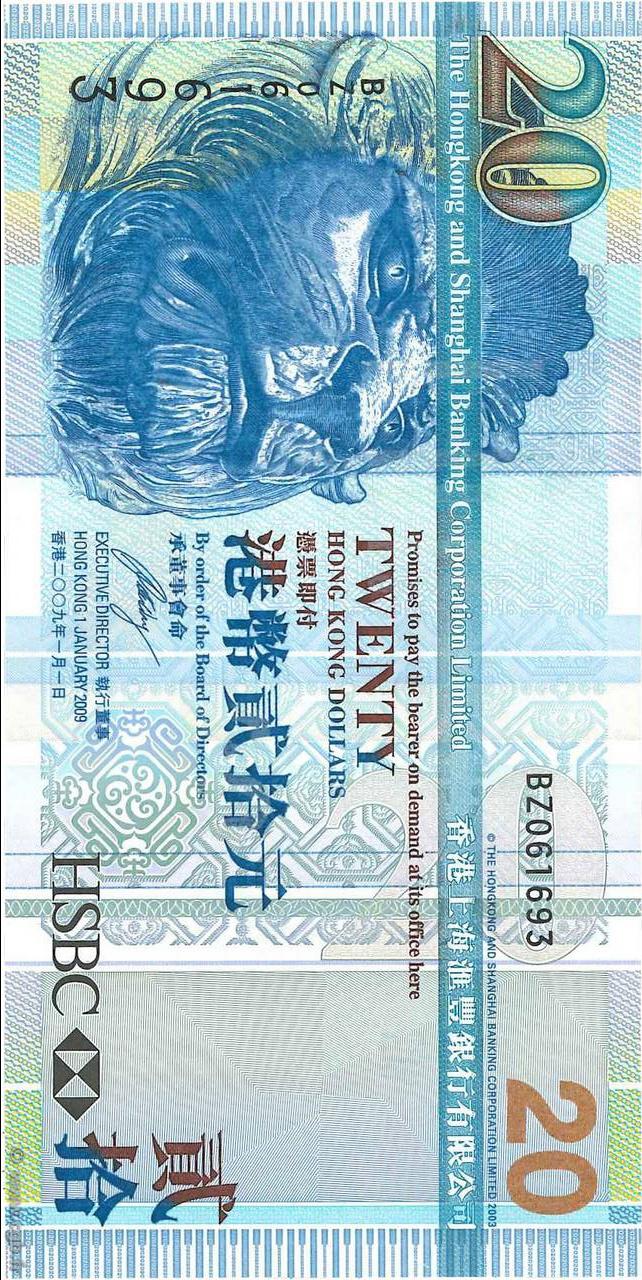 20
The Hongkong and Shanghai Banking Corporation Limited 香港上海滙豐銀行有限公司
BZ061693
© THE HONGKONG AND SHANGHAI BANKING CORPORATION LIMITED 2003
20
BZ061693
Promises to pay the bearer on demand at its office here
TWENTY
HONG KONG DOLLARS
憑票即付
港幣貳拾元
By order of the Board of Directors
承董事會命
EXECUTIVE DIRECTOR 執行董事
HONG KONG 1 JANUARY 2009
香港二〇〇九年一月一日
HSBC
貳
拾